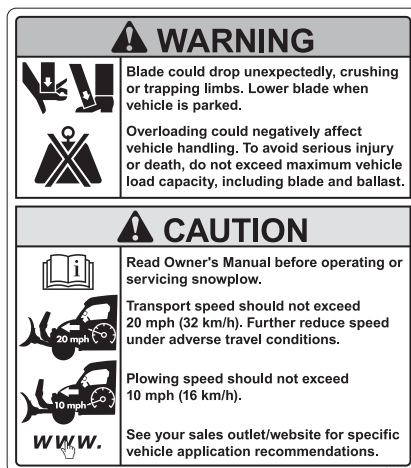 WARNING
Blade could drop unexpectedly, crushing
or trapping limbs. Lower blade when
vehicle is parked.
Overloading could negatively affect
vehicle handling. To avoid serious injury
or death, do not exceed maximum vehicle
load capacity, including blade and ballast.
CAUTION
Read Owner's Manual before operating or
servicing snowplow.
20 mph
Transport speed should not exceed
20 mph (32 km/h). Further reduce speed
under adverse travel conditions.
10 mph
Plowing speed should not exceed
10 mph (16 km/h).
www.
See your sales outlet/website for specific
vehicle application recommendations.